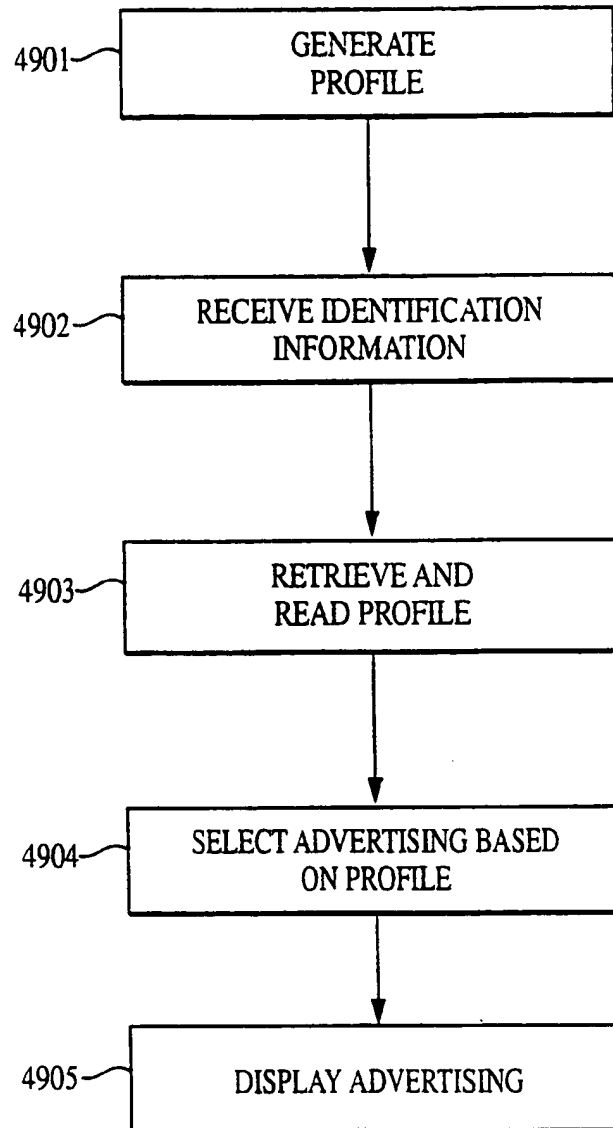 4901
GENERATE
PROFILE
4902
RECEIVE IDENTIFICATION
INFORMATION
4903
RETRIEVE AND
READ PROFILE
4904
SELECT ADVERTISING BASED
ON PROFILE
4905
DISPLAY ADVERTISING